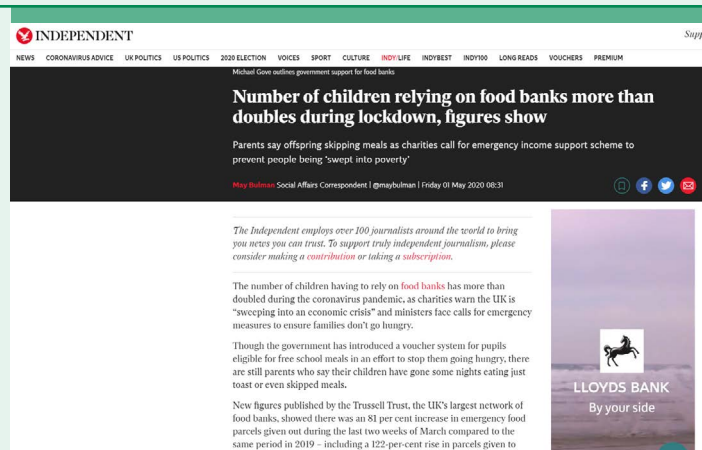 INDEPENDENT
Supp
NEWS CORONAVIRUS ADVICE UK POLITICS US POLITICS 2020 ELECTION VOICES SPORT CULTURE INDY/LIFE INDYBEST INDY100 LONG READS VOUCHERS PREMIUM
Michael Gove outlines government support for food banks
Number of children relying on food banks more than
doubles during lockdown, figures show
Parents say offspring skipping meals as charities call for emergency income support scheme to
prevent people being ‘swept into poverty’
May Bulman Social Affairs Correspondent | @maybulman | Friday 01 May 2020 08:31
The Independent employs over 100 journalists around the world to bring
you news you can trust. To support truly independent journalism, please
consider making a contribution or taking a subscription.
The number of children having to rely on food banks has more than
doubled during the coronavirus pandemic, as charities warn the UK is
“sweeping into an economic crisis” and ministers face calls for emergency
measures to ensure families don’t go hungry.
Though the government has introduced a voucher system for pupils
eligible for free school meals in an effort to stop them going hungry, there
are still parents who say their children have gone some nights eating just
toast or even skipped meals.
New figures published by the Trussell Trust, the UK’s largest network of
food banks, showed there was an 81 per cent increase in emergency food
parcels given out during the last two weeks of March compared to the
same period in 2019 – including a 122-per-cent rise in parcels given to
LLOYDS BANK
By your side